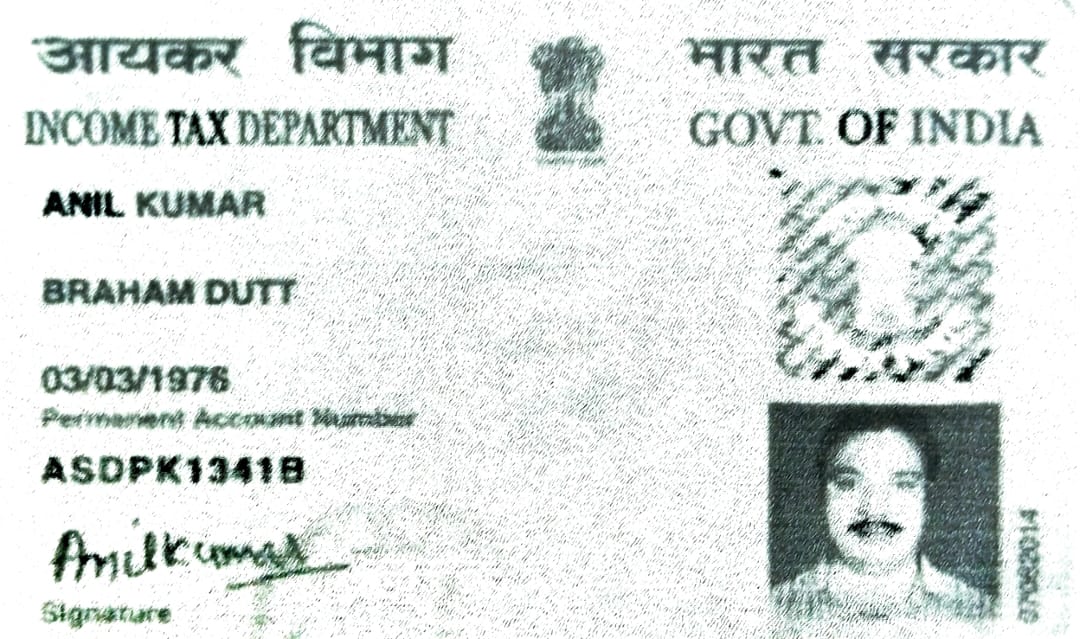 आयकर विभाग भारत सरकार
INCOME TAX DEPARTMENT GOVT. OF INDIA
ANIL KUMAR
BRAHAM DUTT
03/03/1976
Permanent Account Number
ASDPK1341B
Anilkumar
Signature
07082014